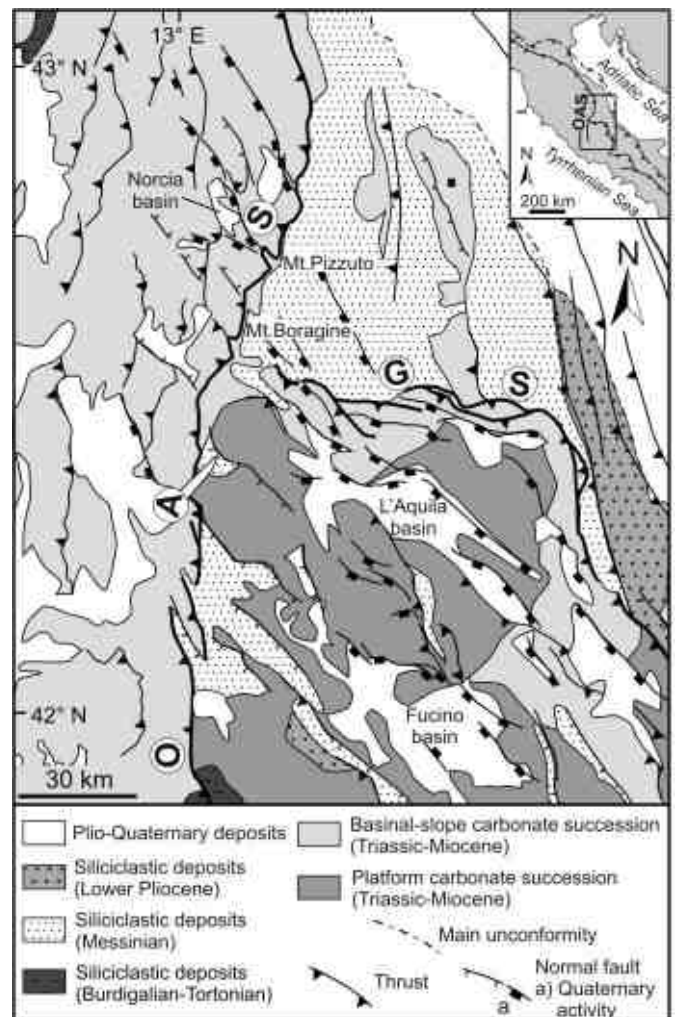 13° E
43° N
Adriatic Sea
OAS
N
Tyrrhenian Sea
200 km
Norcia
basin
S
Mt.Pizzuto
N
Mt.Boragine
G
S
A
L'Aquila
basin
42° N
Fucino
basin
O
30 km
Plio-Quaternary deposits
Siliciclastic deposits
(Lower Pliocene)
Siliciclastic deposits
(Messinian)
Siliciclastic deposits
(Burdigalian-Tortonian)
Basinal-slope carbonate succession
(Triassic-Miocene)
Platform carbonate succession
(Triassic-Miocene)
Main unconformity
Thrust
a
Normal fault
a) Quaternary
activity